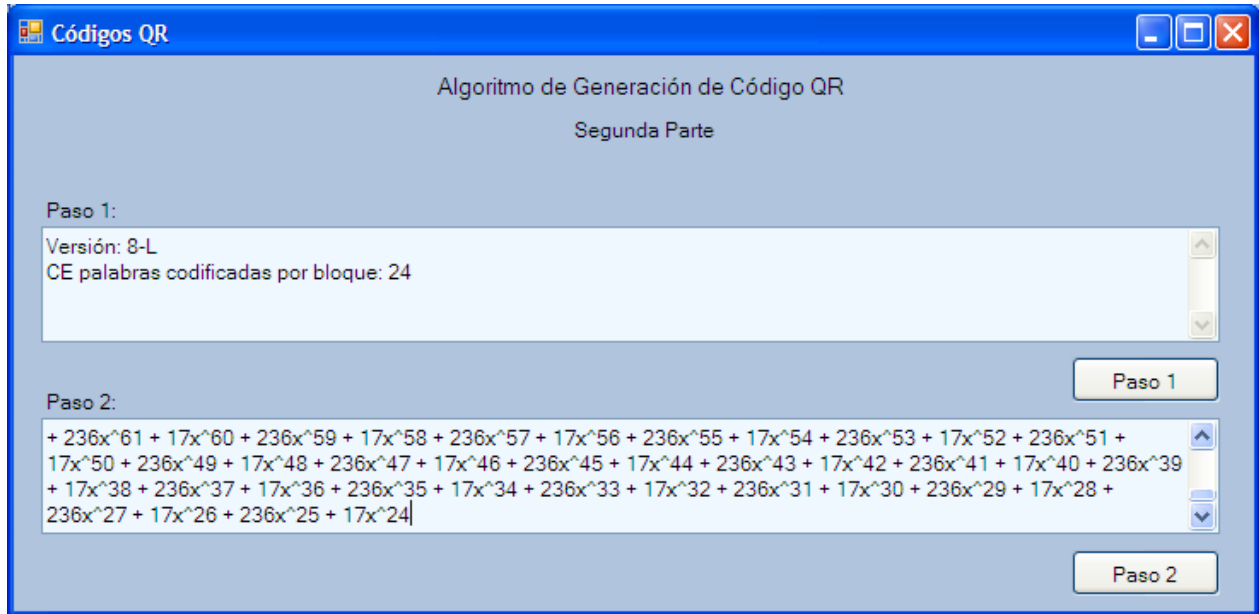 Códigos QR
Algoritmo de Generación de Código QR
Segunda Parte
Paso 1:
Versión: 8-L
CE palabras codificadas por bloque: 24
Paso 1
Paso 2:
+ 236x^61 + 17x^60 + 236x^59 + 17x^58 + 236x^57 + 17x^56 + 236x^55 + 17x^54 + 236x^53 + 17x^52 + 236x^51 +
17x^50 + 236x^49 + 17x^48 + 236x^47 + 17x^46 + 236x^45 + 17x^44 + 236x^43 + 17x^42 + 236x^41 + 17x^40 + 236x^39
+ 17x^38 + 236x^37 + 17x^36 + 236x^35 + 17x^34 + 236x^33 + 17x^32 + 236x^31 + 17x^30 + 236x^29 + 17x^28 +
236x^27 + 17x^26 + 236x^25 + 17x^24
Paso 2